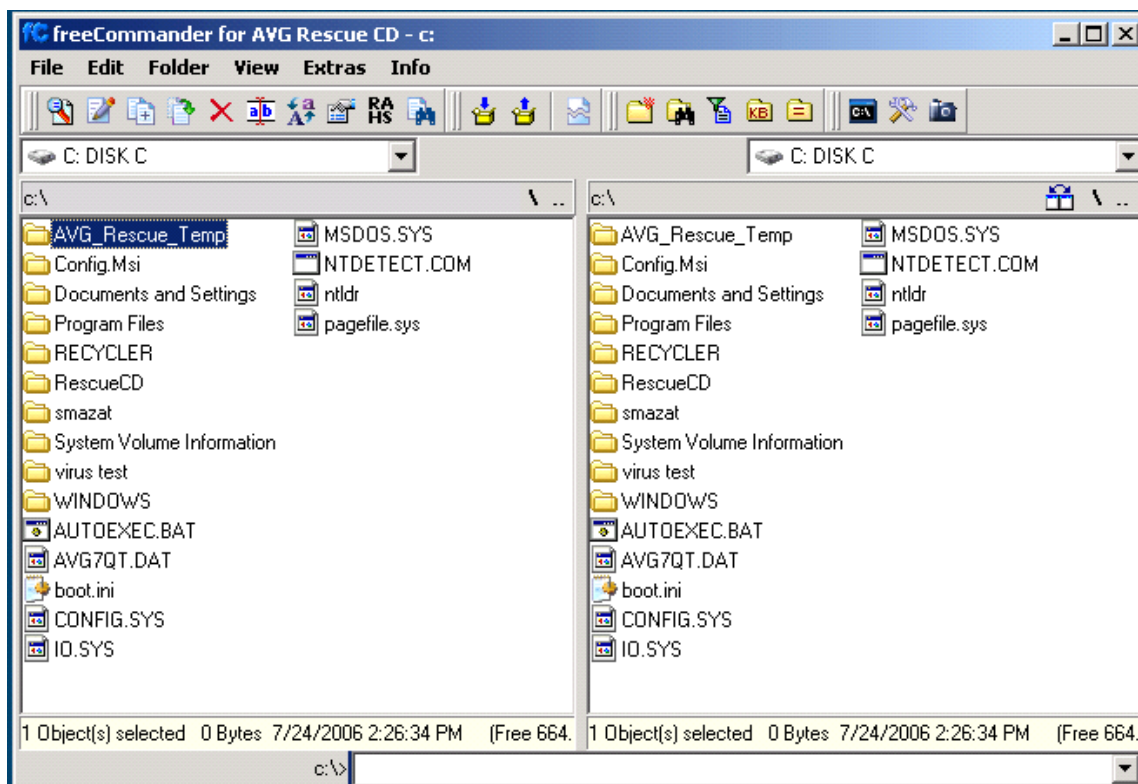 freeCommander for AVG Rescue CD - c:
File Edit Folder View Extras Info
C: DISK C
C: DISK C
c:\ \ ..
c:\ \ ..
AVG_Rescue_Temp
Config.Msi
Documents and Settings
Program Files
RECYCLER
RescueCD
smazat
System Volume Information
virus test
WINDOWS
AUTOEXEC.BAT
AVG7QT.DAT
boot.ini
CONFIG.SYS
IO.SYS
MSDOS.SYS
NTDETECT.COM
ntldr
pagefile.sys
AVG_Rescue_Temp
Config.Msi
Documents and Settings
Program Files
RECYCLER
RescueCD
smazat
System Volume Information
virus test
WINDOWS
AUTOEXEC.BAT
AVG7QT.DAT
boot.ini
CONFIG.SYS
IO.SYS
MSDOS.SYS
NTDETECT.COM
ntldr
pagefile.sys
1 Object(s) selected 0 Bytes 7/24/2006 2:26:34 PM (Free 664.
1 Object(s) selected 0 Bytes 7/24/2006 2:26:34 PM (Free 664.
c:\>